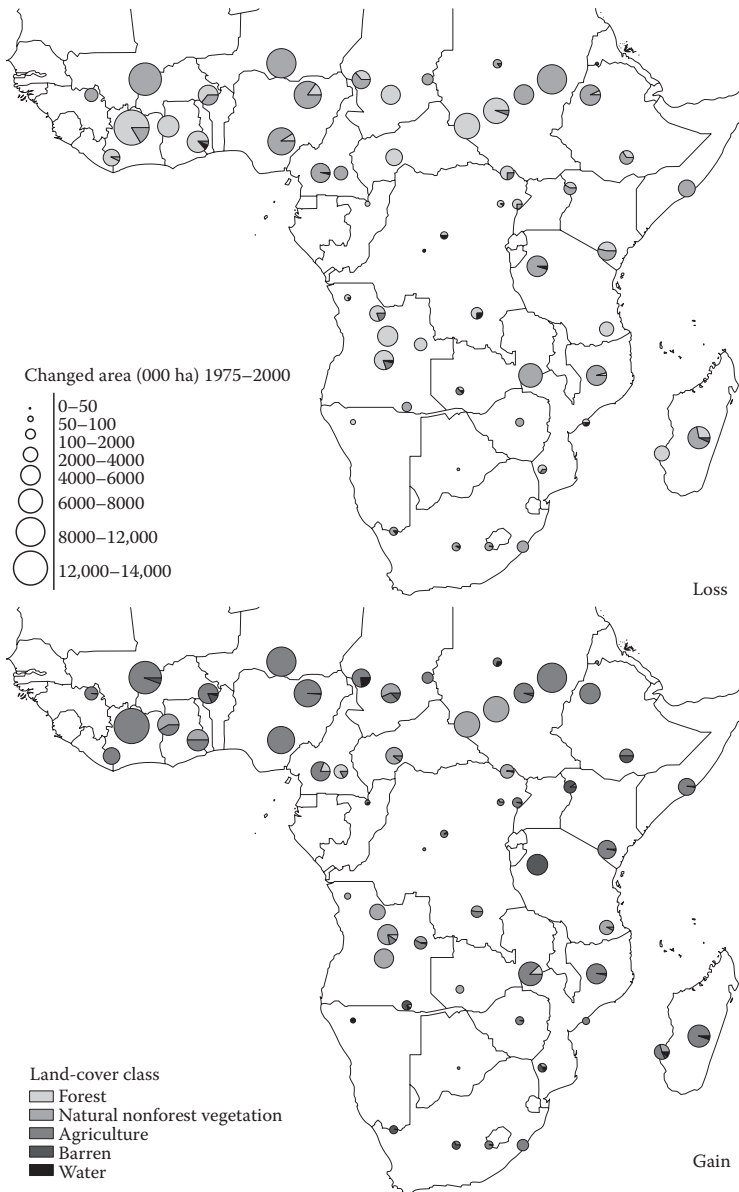 Changed area (000 ha) 1975–2000
0–50
50–100
100–2000
2000–4000
4000–6000
6000–8000
8000–12,000
12,000–14,000
Loss
Land-cover class
Forest
Natural nonforest vegetation
Agriculture
Barren
Water
Gain